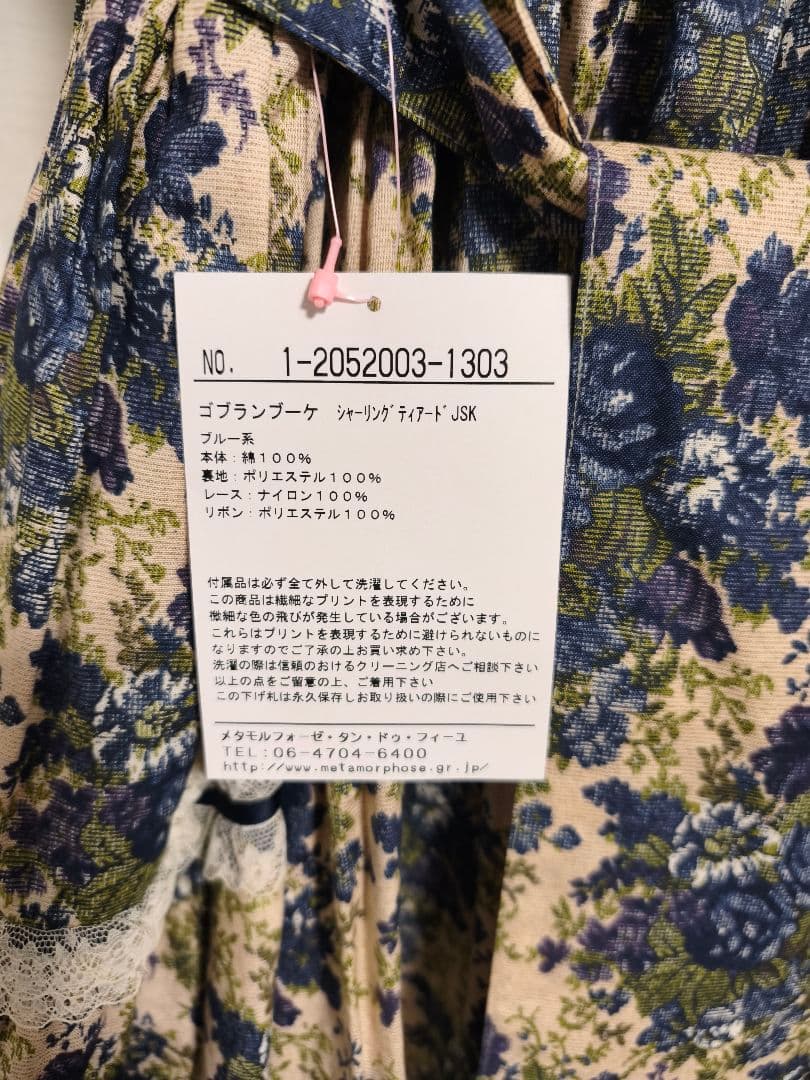 NO. 1-2052003-1303
ゴブランブーケ ｼｬｰﾘﾝｸﾞﾃｨｱｰﾄﾞJSK
ブルー系
本体：綿１００％
裏地：ポリエステル１００％
レース：ナイロン１００％
リボン：ポリエステル１００％
付属品は必ず全て外して洗濯してください。
この商品は繊細なプリントを表現するために
微細な色の飛びが発生している場合がございます。
これらはプリントを表現するために避けられないものに
なりますのでご了承の上お買い求め下さい。
洗濯の際は信頼のおけるクリーニング店へご相談下さい
以上の点をご留意の上、ご着用下さい
この下げ札は永久保存しお取り扱いの際にご使用下さい
メタモルフォーゼ・タン・ドゥ・フィーユ
TEL：06-4704-6400
http://www.metamorphose.gr.jp/